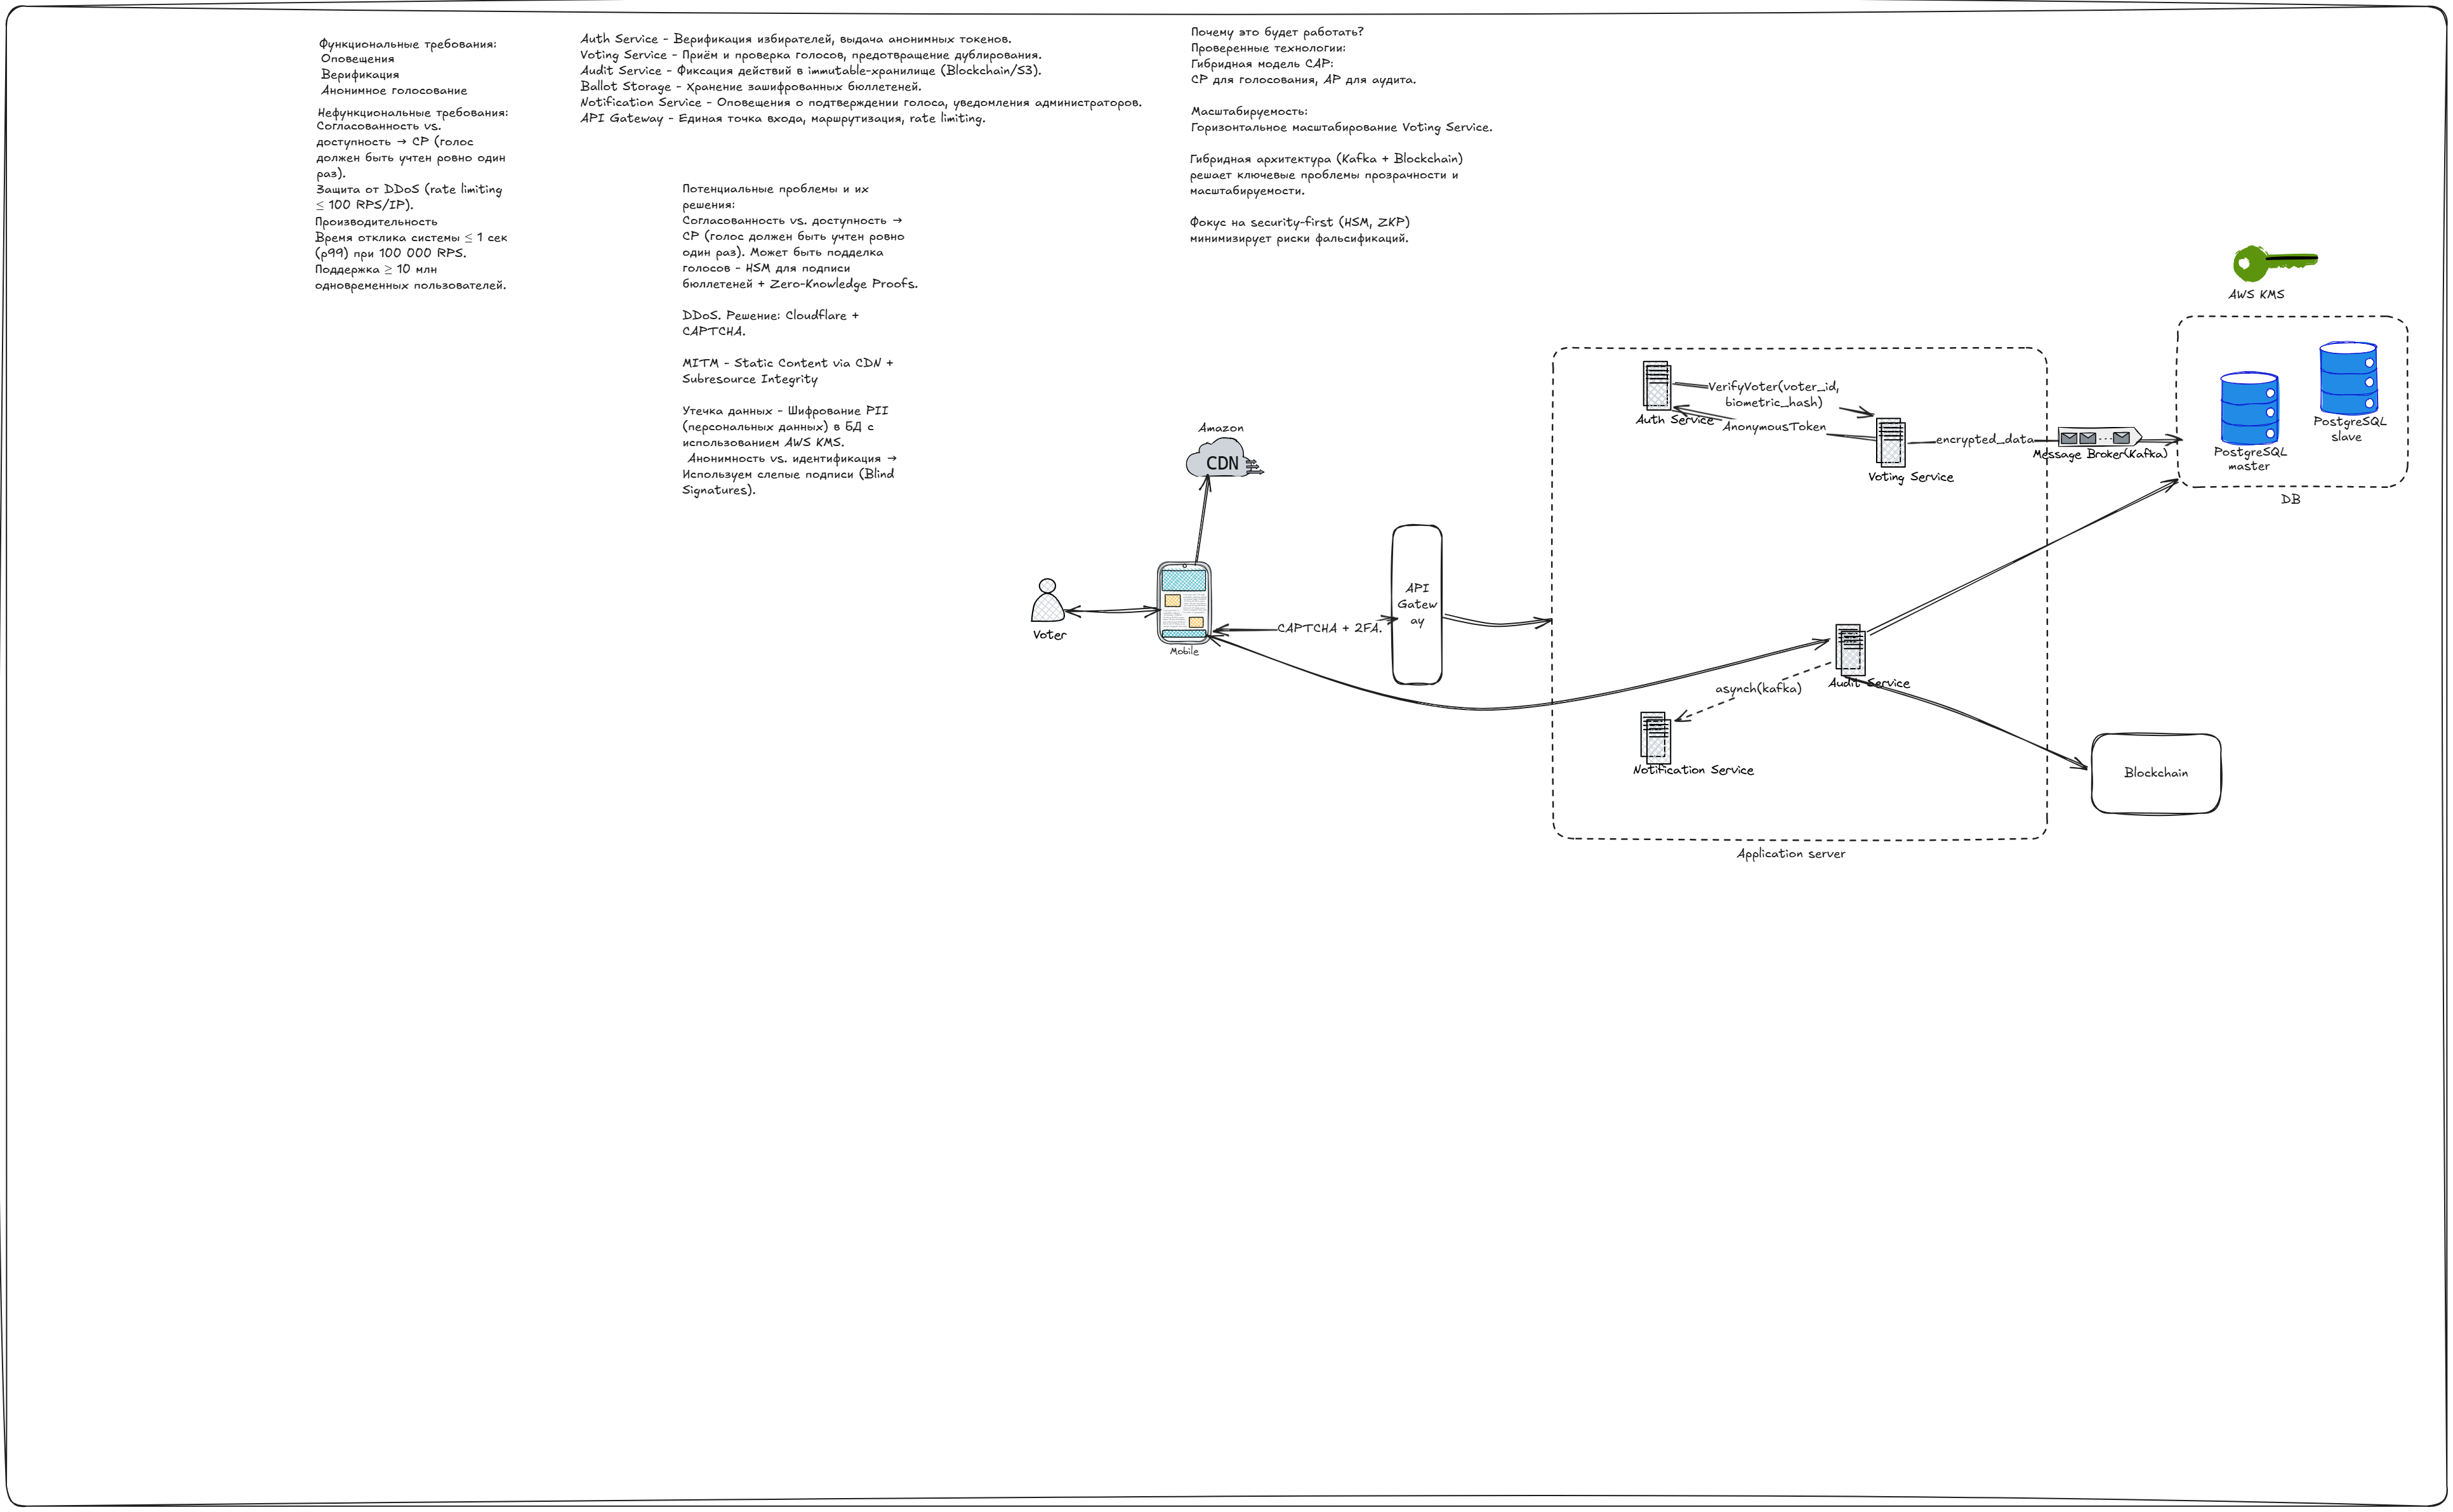 Функциональные требования:
Оповещения
Верификация
Анонимное голосование
Нефункциональные требования:
Согласованность vs.
доступность → CP (голос
должен быть учтен ровно один
раз).
Защита от DDoS (rate limiting
≤ 100 RPS/IP).
Производительность
Время отклика системы ≤ 1 сек
(p99) при 100 000 RPS.
Поддержка ≥ 10 млн
одновременных пользователей.
Auth Service - Верификация избирателей, выдача анонимных токенов.
Voting Service - Приём и проверка голосов, предотвращение дублирования.
Audit Service - Фиксация действий в immutable-хранилище (Blockchain/S3).
Ballot Storage - Хранение зашифрованных бюллетеней.
Notification Service - Оповещения о подтверждении голоса, уведомления администраторов.
API Gateway - Единая точка входа, маршрутизация, rate limiting.
Потенциальные проблемы и их
решения:
Согласованность vs. доступность →
CP (голос должен быть учтен ровно
один раз). Может быть подделка
голосов - HSM для подписи
бюллетеней + Zero-Knowledge Proofs.
DDoS. Решение: Cloudflare +
CAPTCHA.
MITM - Static Content via CDN +
Subresource Integrity
Утечка данных - Шифрование PII
(персональных данных) в БД с
использованием AWS KMS.
Анонимность vs. идентификация →
Используем слепые подписи (Blind
Signatures).
Почему это будет работать?
Проверенные технологии:
Гибридная модель CAP:
CP для голосования, AP для аудита.
Масштабируемость:
Горизонтальное масштабирование Voting Service.
Гибридная архитектура (Kafka + Blockchain)
решает ключевые проблемы прозрачности и
масштабируемости.
Фокус на security-first (HSM, ZKP)
минимизирует риски фальсификаций.
AWS KMS
PostgreSQL
slave
PostgreSQL
master
DB
VerifyVoter(voter_id,
biometric_hash)
Auth Service
AnonymousToken
encrypted_data
Message Broker(Kafka)
Voting Service
Amazon
CDN
API
Gatew
ay
Voter
CAPTCHA + 2FA.
Mobile
Audit Service
asynch(kafka)
Notification Service
Blockchain
Application server